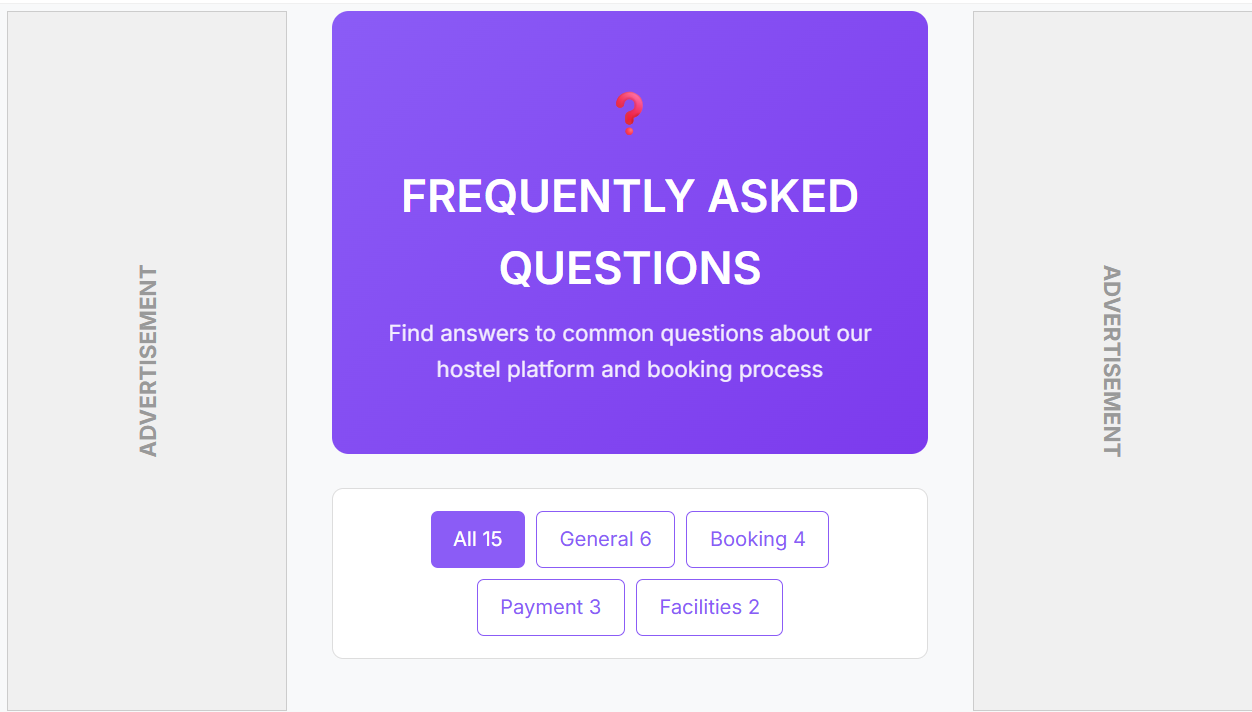 ADVERTISEMENT
❓
FREQUENTLY ASKED
QUESTIONS
Find answers to common questions about our
hostel platform and booking process
All 15
General 6
Booking 4
Payment 3
Facilities 2
ADVERTISEMENT